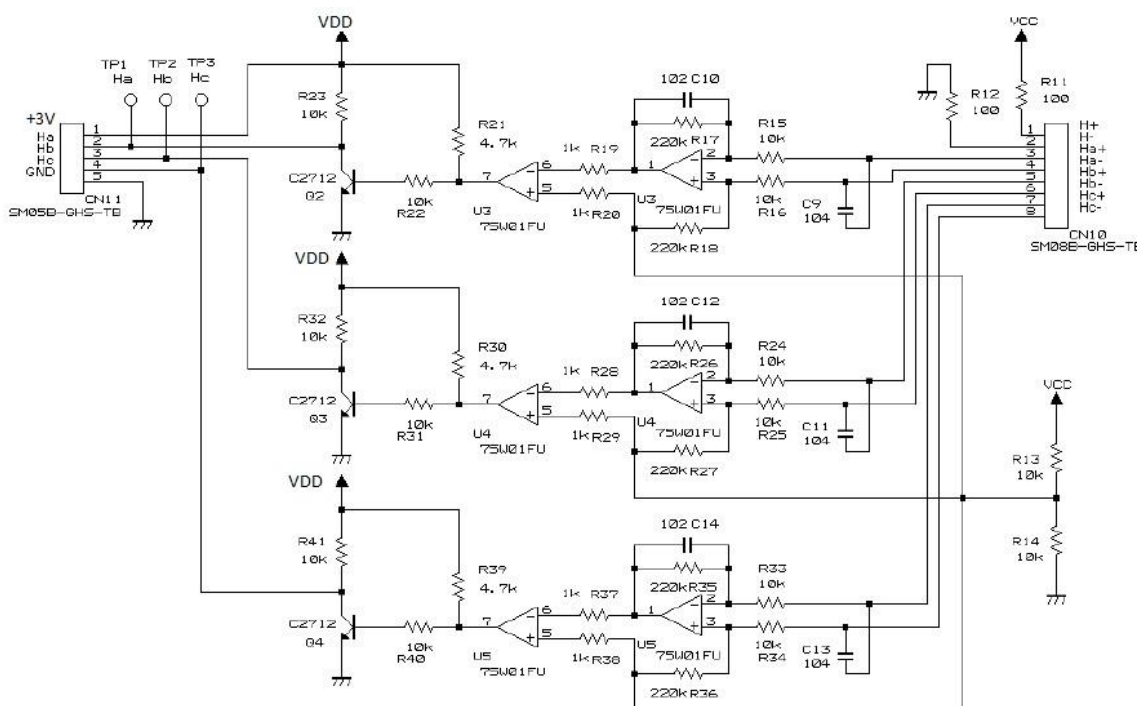 VDD
VCC
TP1 TP2 TP3
Ha Hb Hc
+3V
Ha
Hb
Hc
GND
1
2
3
4
5
CN11
SM05B-GHS-TB
R23
10k
R21
4.7k
C2712
Q2
10k
R22
7
6
5
U3
75W01FU
1k R19
1k R20
102 C10
220k R17
1
2
3
U3
75W01FU
220k R18
R15
10k
10k
R16
C9
104
R12
100
R11
100
H+
H-
Ha+
Ha-
Hb+
Hb-
Hc+
Hc-
1
2
3
4
5
6
7
8
CN10
SM08B-GHS-TB
VDD
R32
10k
R30
4.7k
C2712
Q3
10k
R31
7
6
5
U4
75W01FU
1k R28
1k R29
102 C12
220k R26
1
2
3
U4
75W01FU
220k R27
R24
10k
10k
R25
C11
104
VCC
R13
10k
R14
10k
VDD
R41
10k
R39
4.7k
C2712
Q4
10k
R40
7
6
5
U5
75W01FU
1k R37
1k R38
102 C14
220k R35
1
2
3
U5
75W01FU
220k R36
R33
10k
10k
R34
C13
104